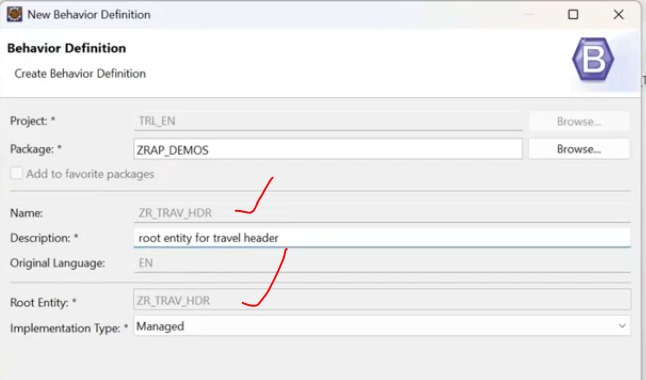 New Behavior Definition
Behavior Definition
Create Behavior Definition
B
Project: * TRL_EN Browse...
Package: * ZRAP_DEMOS Browse...
Add to favorite packages
Name: ZR_TRAV_HDR
Description: * root entity for travel header
Original Language: EN
Root Entity: * ZR_TRAV_HDR
Implementation Type: * Managed